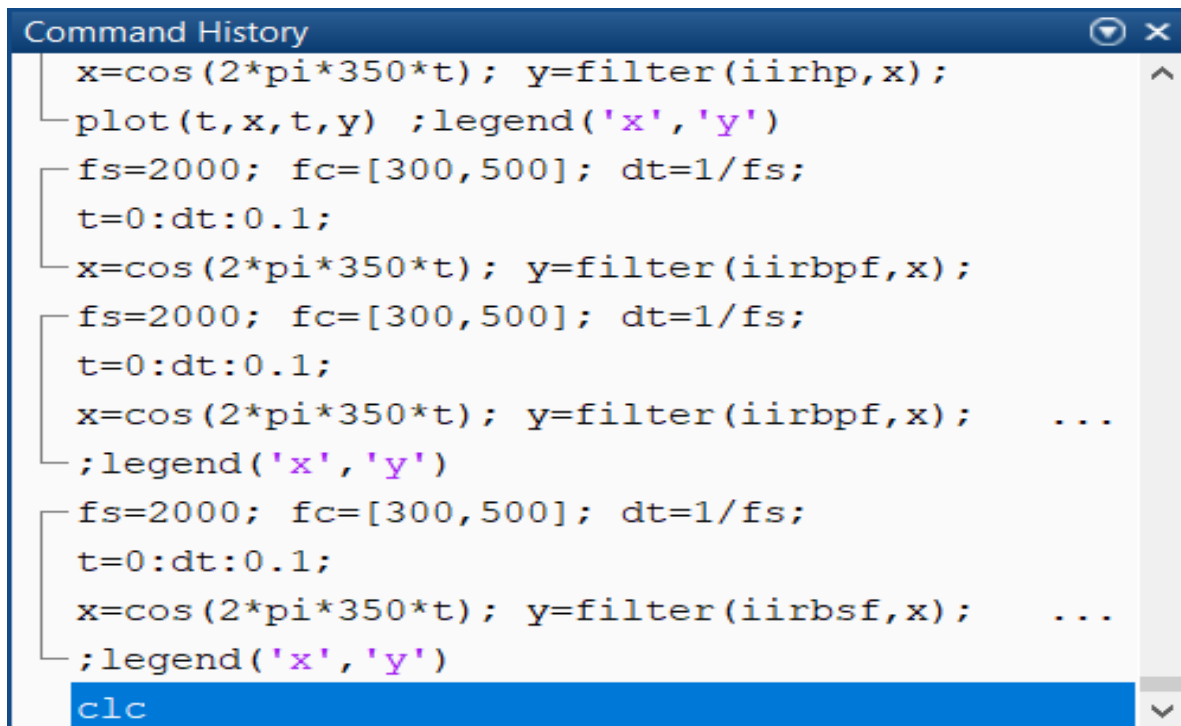 Command History
x=cos(2*pi*350*t); y=filter(iirhp,x);
plot(t,x,t,y) ;legend('x','y')
fs=2000; fc=[300,500]; dt=1/fs;
t=0:dt:0.1;
x=cos(2*pi*350*t); y=filter(iirbpf,x);
fs=2000; fc=[300,500]; dt=1/fs;
t=0:dt:0.1;
x=cos(2*pi*350*t); y=filter(iirbpf,x); ...
;legend('x','y')
fs=2000; fc=[300,500]; dt=1/fs;
t=0:dt:0.1;
x=cos(2*pi*350*t); y=filter(iirbsf,x); ...
;legend('x','y')
clc